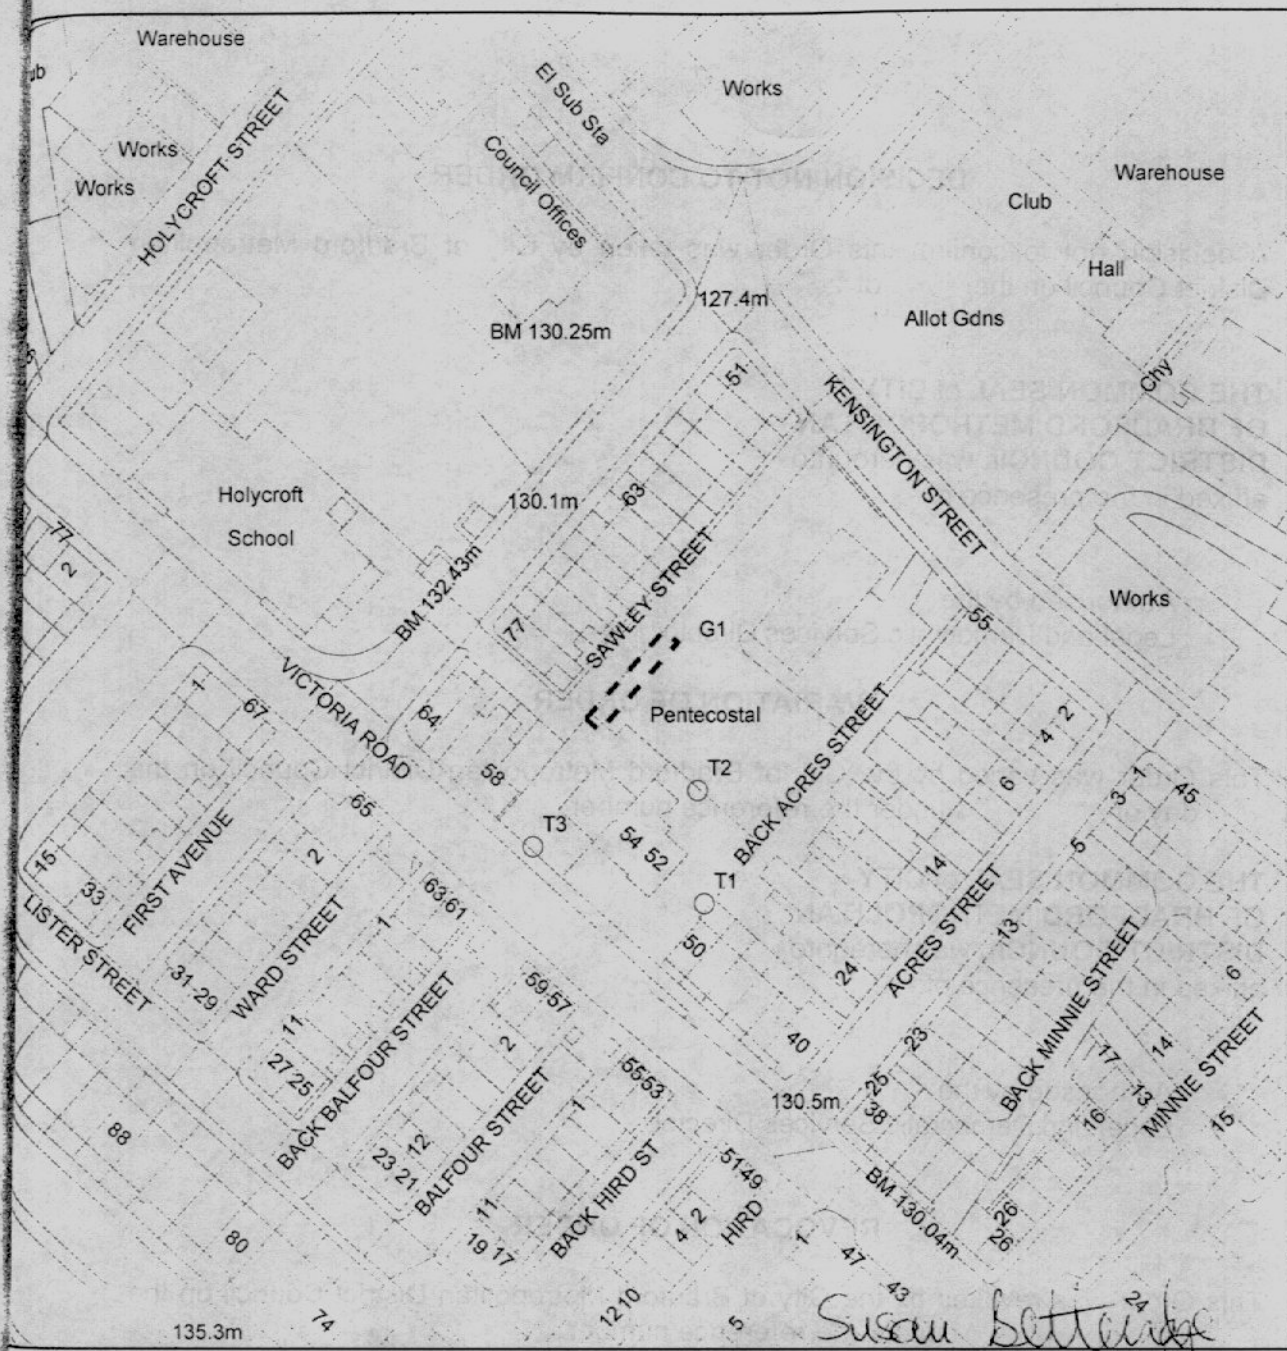 Warehouse
ub
Works
Works
HOLYCROFT STREET
El Sub Sta
Council Offices
Works
Warehouse
Club
Hall
127.4m
BM 130.25m
Allot Gdns
Chy
51
KENSINGTON STREET
Holycroft
School
130.1m
63
BM 132.43m
77
2
SAWLEY STREET
77
G1
Works
55
VICTORIA ROAD
Pentecostal
1
67
64
58
65
T2
T3
54 52
BACK ACRES STREET
2
4
6
1
3
45
5
T1
14
15
33
FIRST AVENUE
2
63 61
1
LISTER STREET
31-29
WARD STREET
50
24
ACRES STREET
13
BACK MINNIE STREET
6
11
27 25
BACK BALFOUR STREET
59 57
2
40
23
14
17
13
MINNIE STREET
16
15
55 53
1
130.5m
25
38
88
12
23 21
BALFOUR STREET
11
19 17
BACK HIRD ST
51 49
2
4
HIRD
1
47
43
BM 130.04m
26
26
24
80
74
12 10
5
135.3m
Susan Betteridge